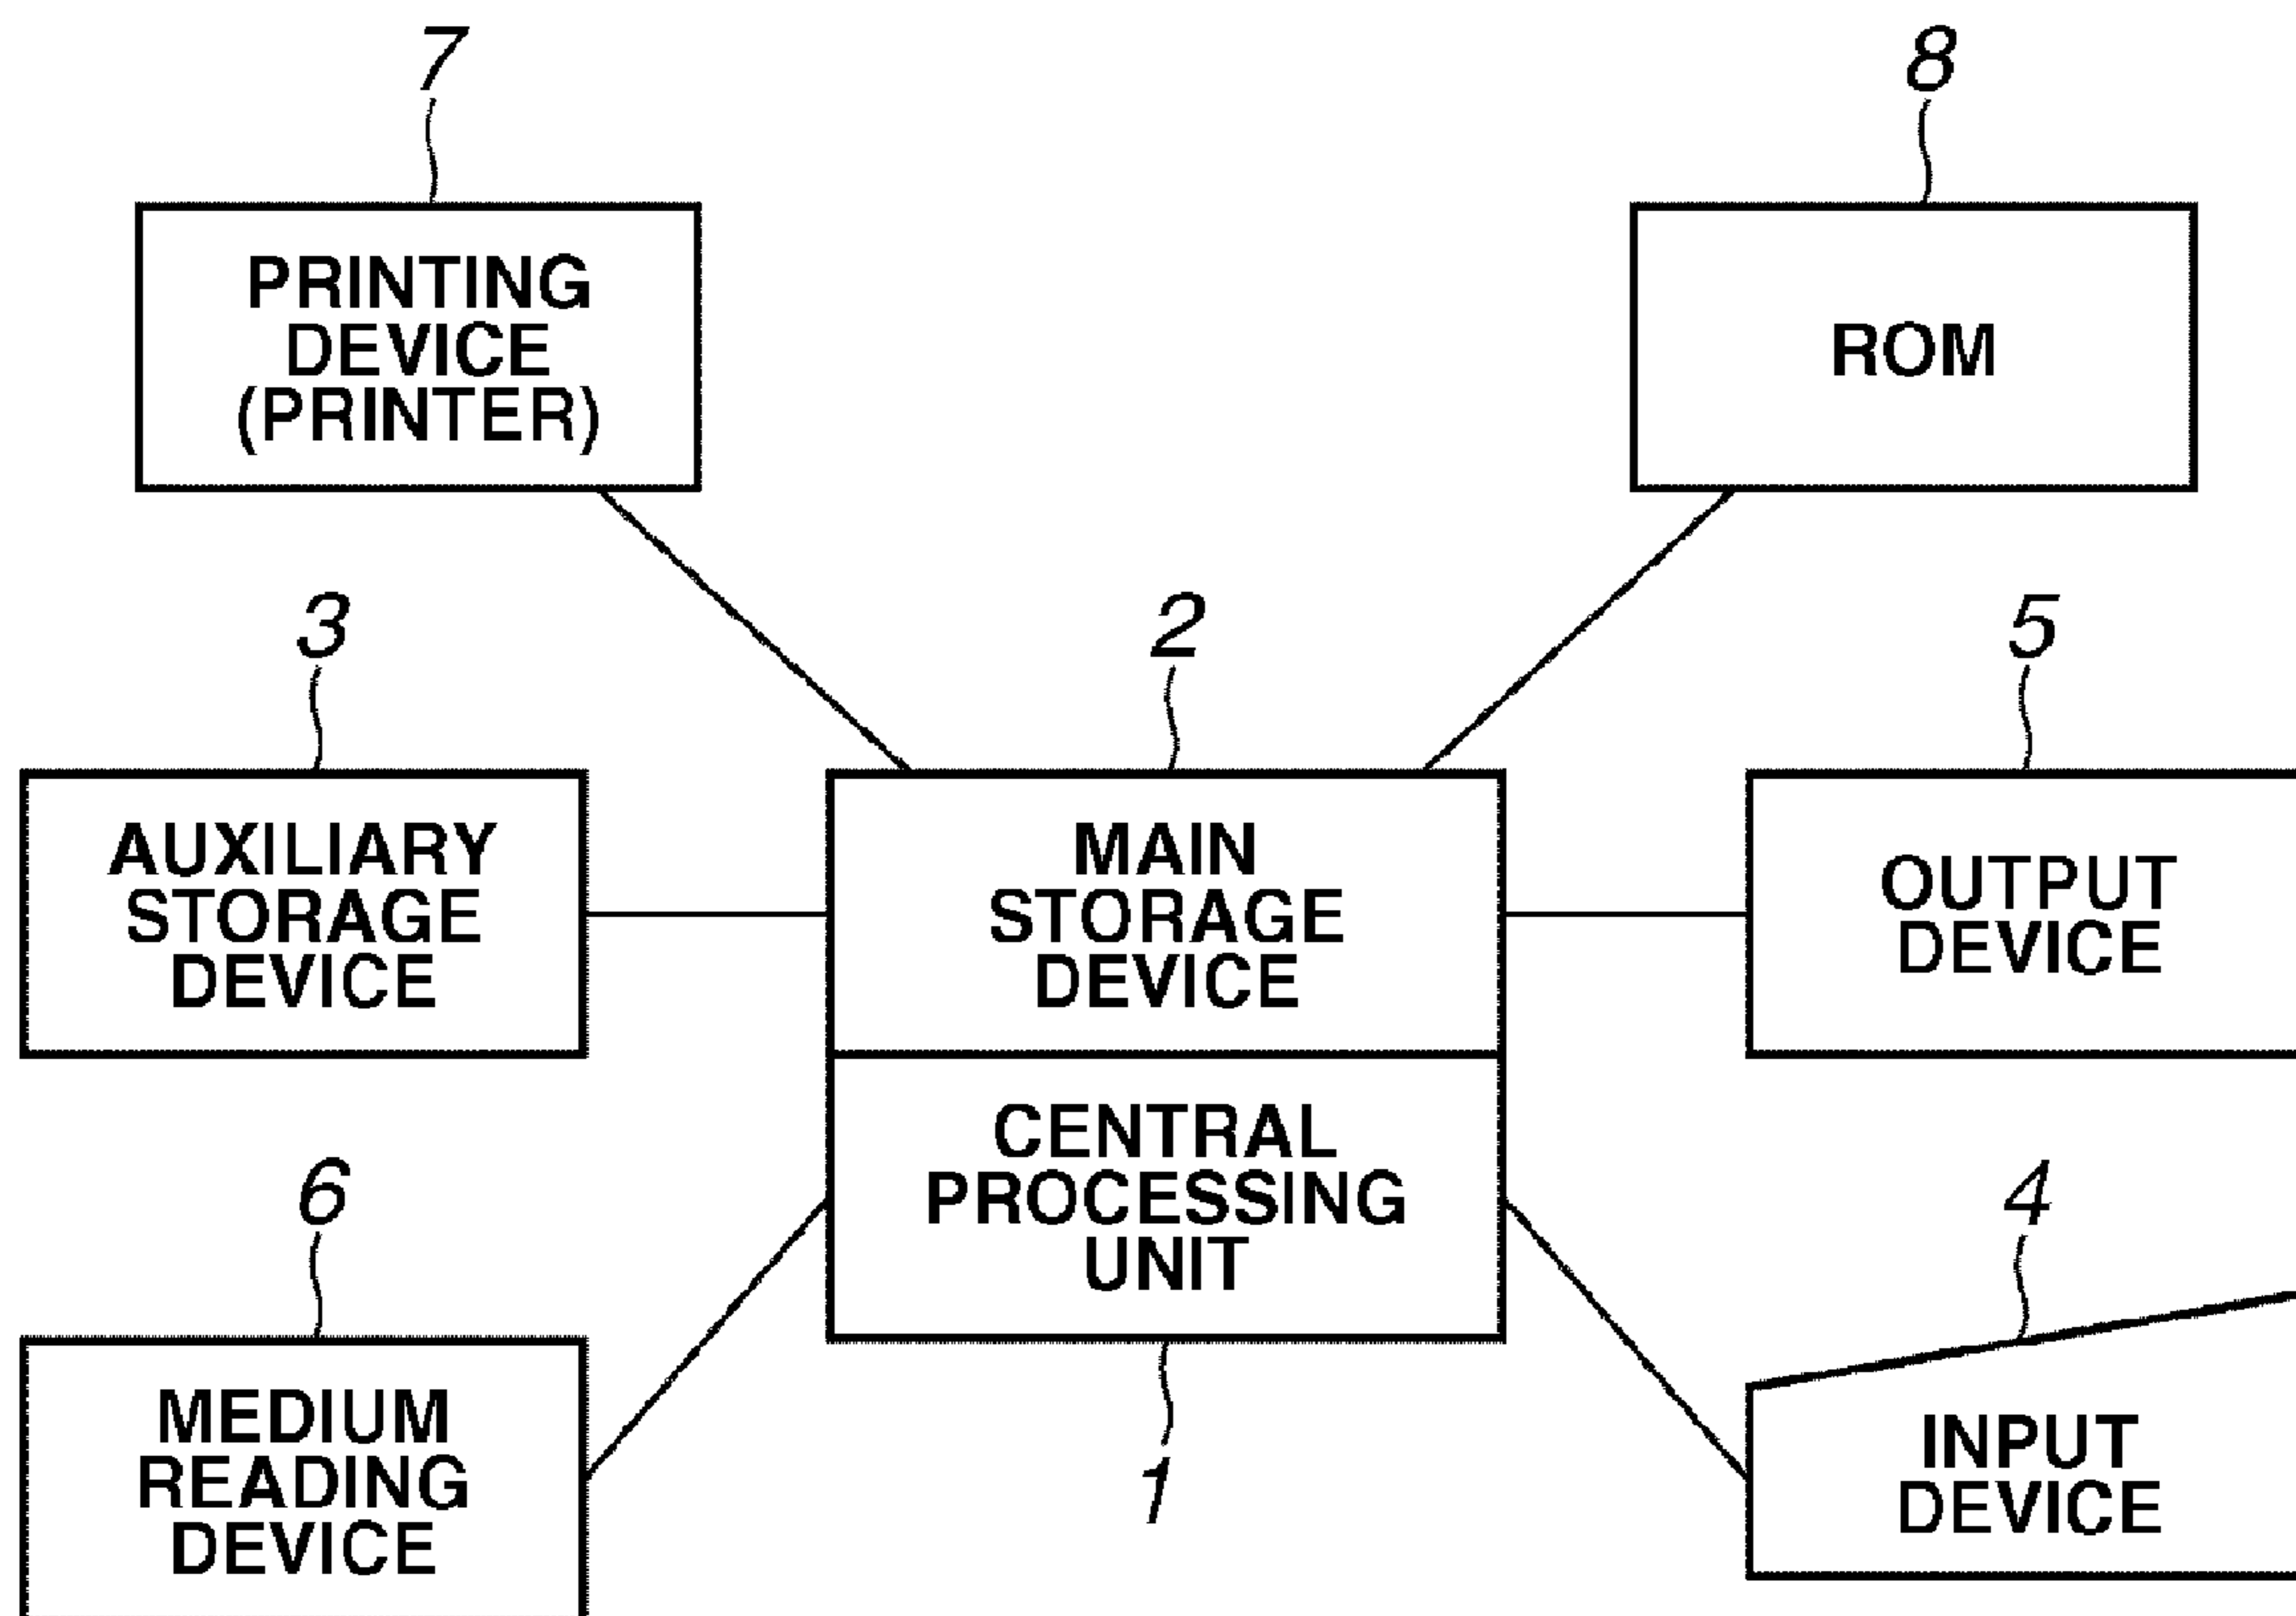 7
8
PRINTING
DEVICE
(PRINTER)
ROM
3
2
5
AUXILIARY
STORAGE
DEVICE
MAIN
STORAGE
DEVICE
OUTPUT
DEVICE
CENTRAL
PROCESSING
UNIT
6
4
MEDIUM
READING
DEVICE
1
INPUT
DEVICE